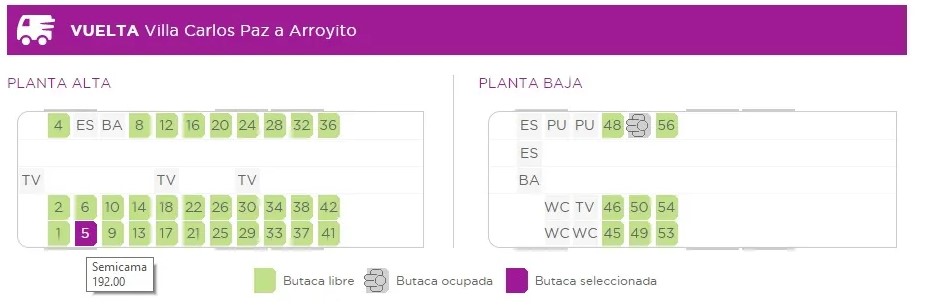 VUELTA Villa Carlos Paz a Arroyito
PLANTA ALTA
4 ES BA 8 12 16 20 24 28 32 36
TV TV TV
2 6 10 14 18 22 26 30 34 38 42
1 5 9 13 17 21 25 29 33 37 41
Semicama
192.00
PLANTA BAJA
ES PU PU 48 56
ES
BA
WC TV 46 50 54
WC WC 45 49 53
Butaca libre Butaca ocupada Butaca seleccionada